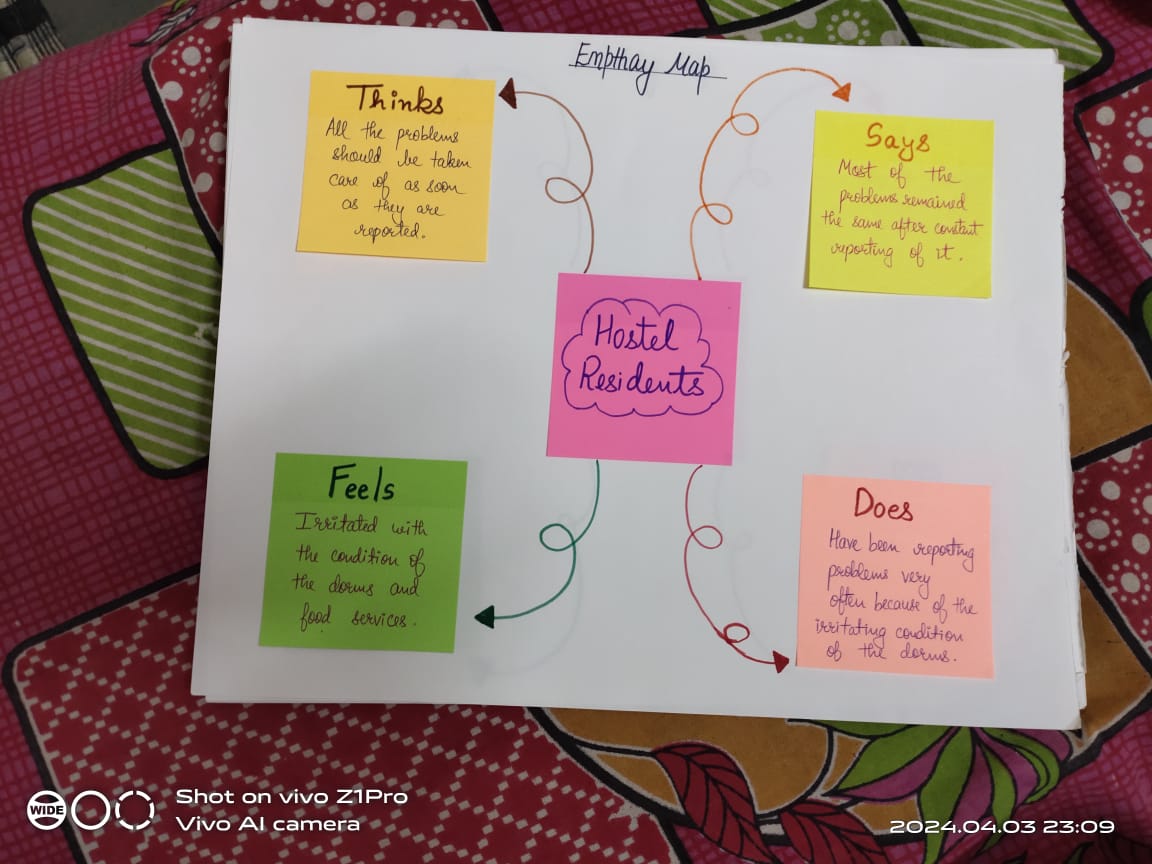 Empthay Map
Thinks
All the problems
should be taken
care of as soon
as they are
reported.
Says
Most of the
problems remained
the same after constant
reporting of it.
Hostel
Residents
Feels
Irritated with
the condition of
the dorms and
food services.
Does
Have been reporting
problems very
often because of the
irritating condition
of the dorms.
WIDE
Shot on vivo Z1Pro
Vivo AI camera
2024.04.03 23:09